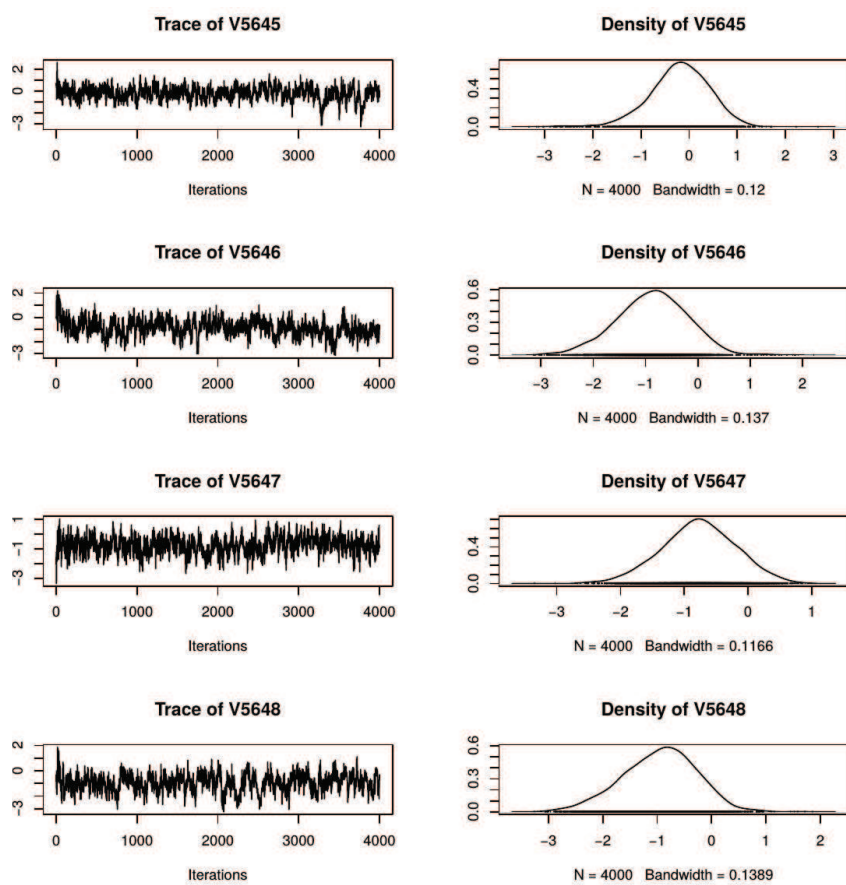 Trace of V5645
2
0
−3
0 1000 2000 3000 4000
Iterations
Density of V5645
0.4
0.0
−3 −2 −1 0 1 2 3
N = 4000 Bandwidth = 0.12
Trace of V5646
2
0
−3
0 1000 2000 3000 4000
Iterations
Density of V5646
0.6
0.3
0.0
−3 −2 −1 0 1 2
N = 4000 Bandwidth = 0.137
Trace of V5647
1
−1
−3
0 1000 2000 3000 4000
Iterations
Density of V5647
0.4
0.0
−3 −2 −1 0 1
N = 4000 Bandwidth = 0.1166
Trace of V5648
2
0
−3
0 1000 2000 3000 4000
Iterations
Density of V5648
0.6
0.3
0.0
−3 −2 −1 0 1 2
N = 4000 Bandwidth = 0.1389